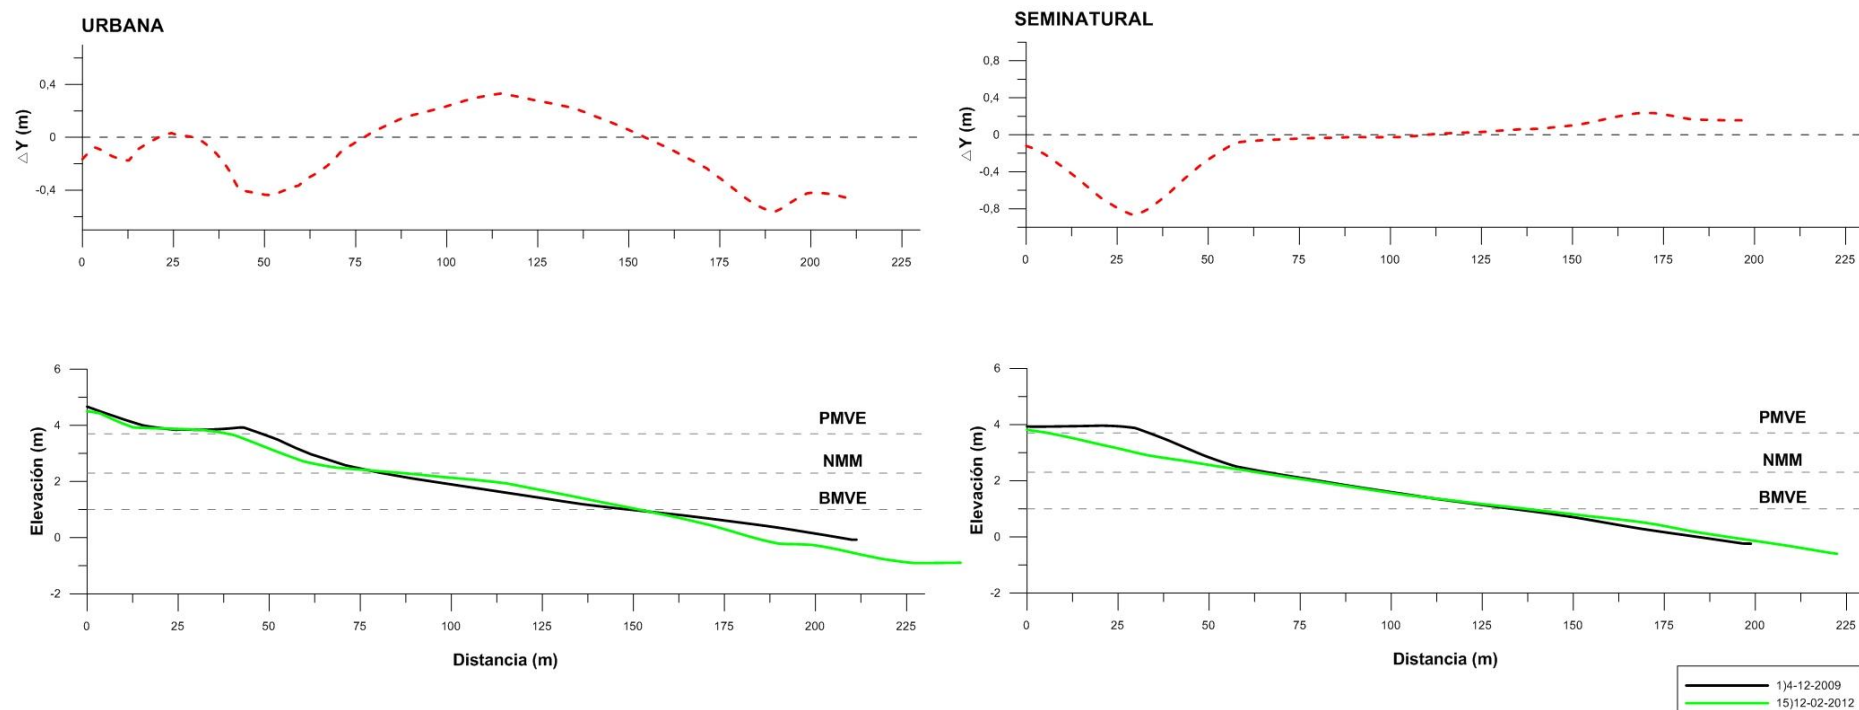 URBANA
0,4
0
-0,4
△Y (m)
0 25 50 75 100 125 150 175 200 225
SEMINATURAL
0,8
0,4
0
-0,4
-0,8
△Y (m)
0 25 50 75 100 125 150 175 200 225
6
4
2
0
-2
Elevación (m)
PMVE
NMM
BMVE
0 25 50 75 100 125 150 175 200 225
Distancia (m)
6
4
2
0
-2
Elevación (m)
PMVE
NMM
BMVE
0 25 50 75 100 125 150 175 200 225
Distancia (m)
1)4-12-2009
15)12-02-2012